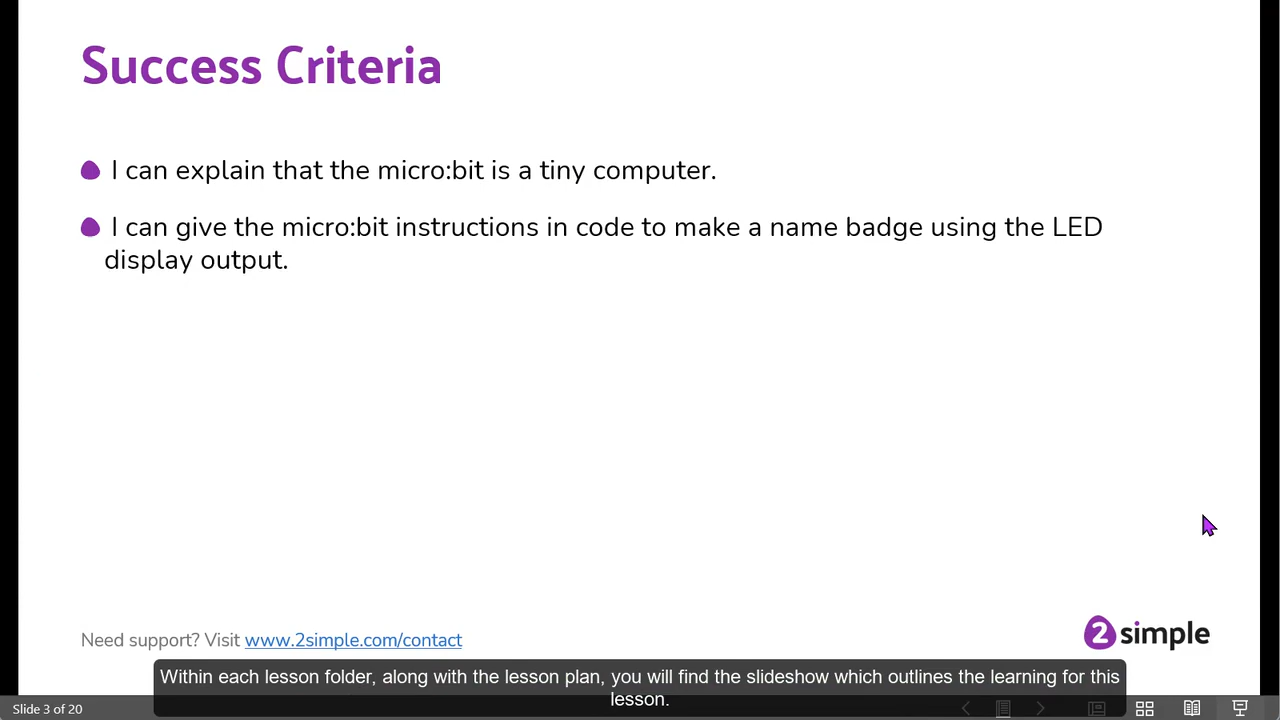 Success Criteria
I can explain that the micro:bit is a tiny computer.
I can give the micro:bit instructions in code to make a name badge using the LED
display output.
Need support? Visit www.2simple.com/contact
2simple
Within each lesson folder, along with the lesson plan, you will find the slideshow which outlines the learning for this
lesson.
Slide 3 of 20